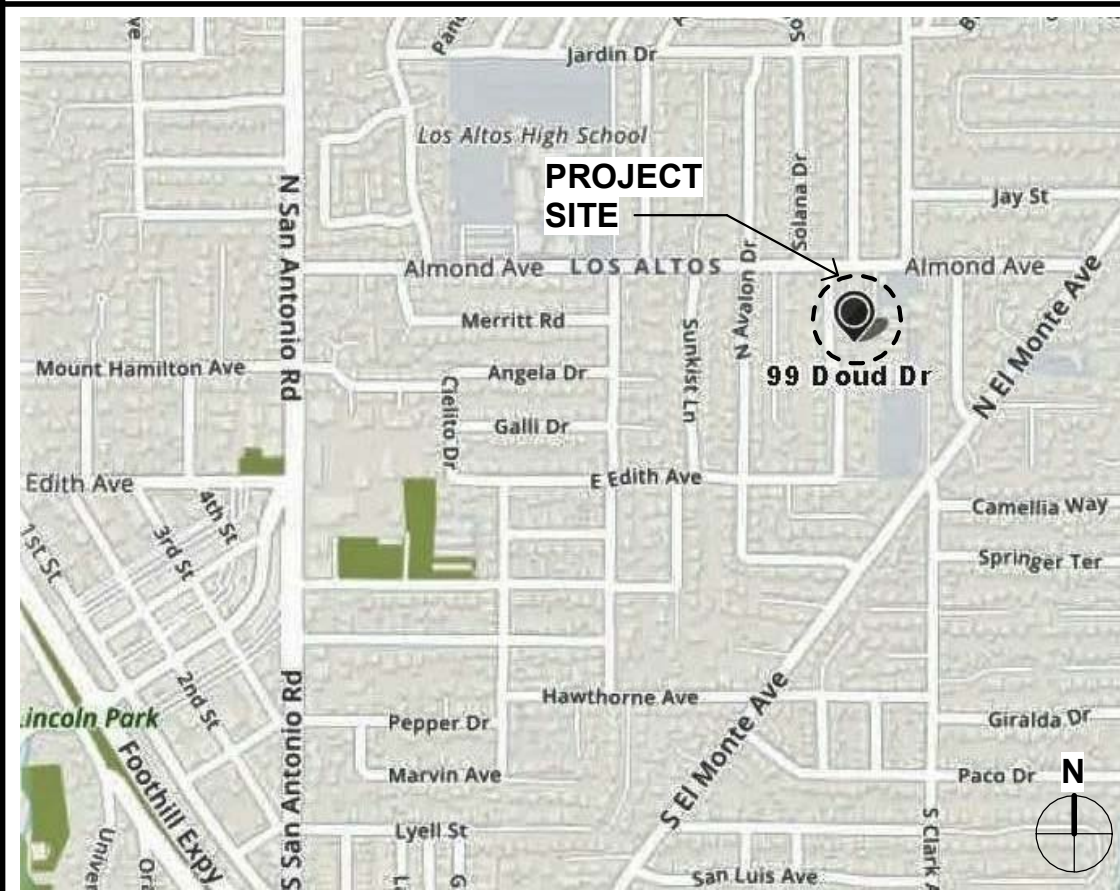 Jardin Dr
Los Altos High School
PROJECT
SITE
Solana Dr
Jay St
N San Antonio Rd
Almond Ave
LOS ALTOS
Almond Ave
N Avalon Dr
Merritt Rd
Sunkist Ln
N El Monte Ave
Mount Hamilton Ave
Angela Dr
99 Doud Dr
Cielito Dr
Galli Dr
Edith Ave
E Edith Ave
4th St
3rd St
1st St
Camellia Way
Springer Ter
2nd St
Hawthorne Ave
Pepper Dr
Giralda Dr
S San Antonio Rd
Foothill Expy
Marvin Ave
S El Monte Ave
Paco Dr
N
Lyell St
San Luis Ave